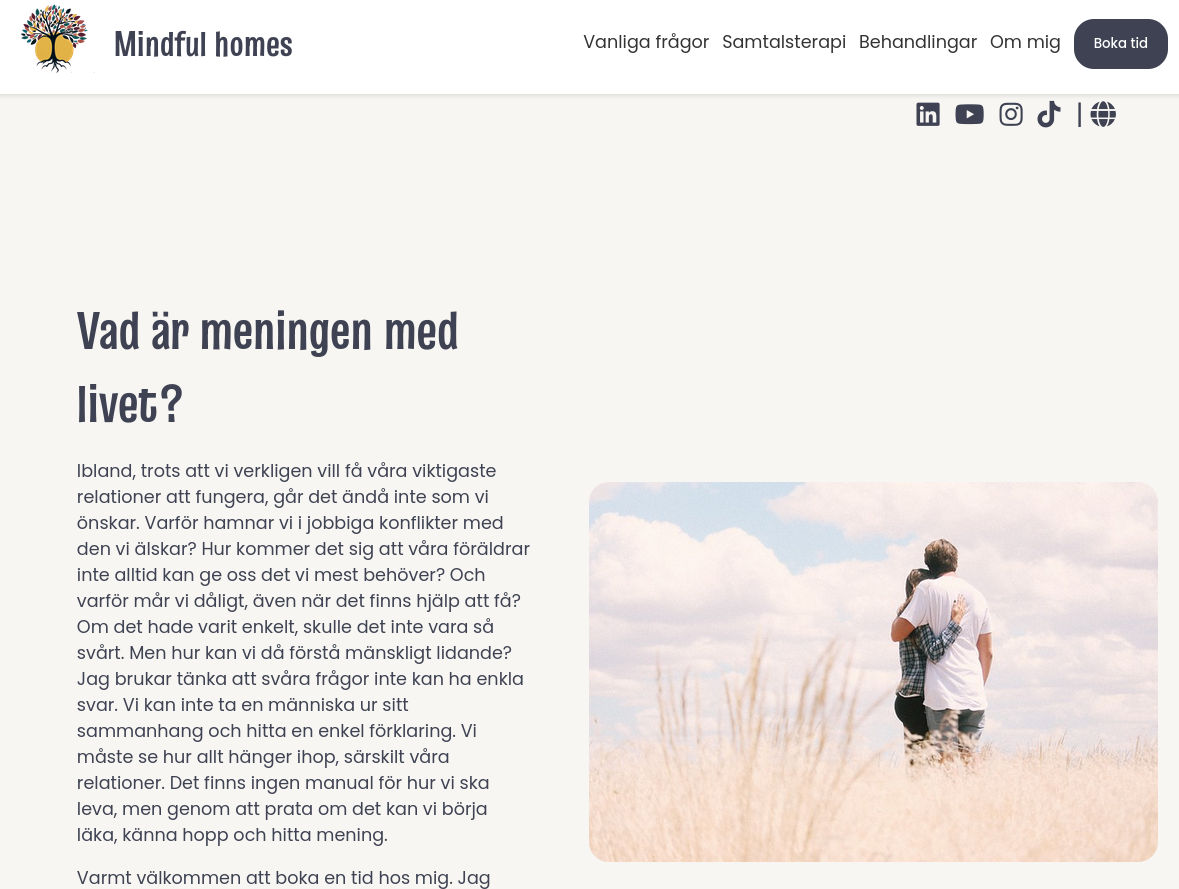 Mindful homes
Vanliga frågor Samtalsterapi Behandlingar Om mig Boka tid
|
Vad är meningen med
livet?
Ibland, trots att vi verkligen vill få våra viktigaste
relationer att fungera, går det ändå inte som vi
önskar. Varför hamnar vi i jobbiga konflikter med
den vi älskar? Hur kommer det sig att våra föräldrar
inte alltid kan ge oss det vi mest behöver? Och
varför mår vi dåligt, även när det finns hjälp att få?
Om det hade varit enkelt, skulle det inte vara så
svårt. Men hur kan vi då förstå mänskligt lidande?
Jag brukar tänka att svåra frågor inte kan ha enkla
svar. Vi kan inte ta en människa ur sitt
sammanhang och hitta en enkel förklaring. Vi
måste se hur allt hänger ihop, särskilt våra
relationer. Det finns ingen manual för hur vi ska
leva, men genom att prata om det kan vi börja
läka, känna hopp och hitta mening.
Varmt välkommen att boka en tid hos mig. Jag